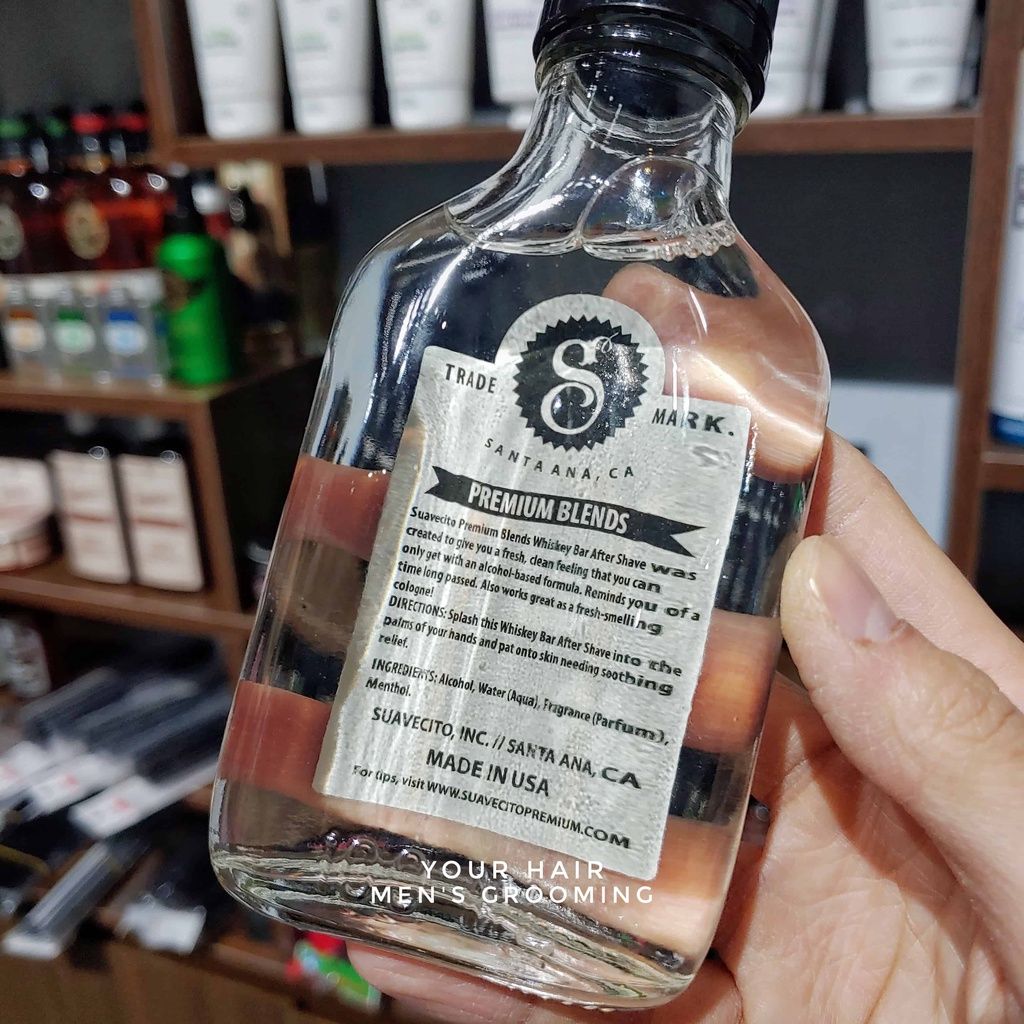 S
TRADE MARK.
SANTA ANA, CA
PREMIUM BLENDS
Suavecito Premium Blends Whiskey Bar After Shave was
created to give you a fresh, clean feeling that you can
only get with an alcohol-based formula. Reminds you of a
time long passed. Also works great as a fresh-smelling
cologne!
DIRECTIONS: Splash this Whiskey Bar After Shave into the
palms of your hands and pat onto skin needing soothing
relief.
INGREDIENTS: Alcohol, Water (Aqua), Fragrance (Parfum),
Menthol.
SUAVECITO, INC. // SANTA ANA, CA
MADE IN USA
For tips, visit WWW.SUAVECITOPREMIUM.COM
YOUR HAIR
MEN'S GROOMING